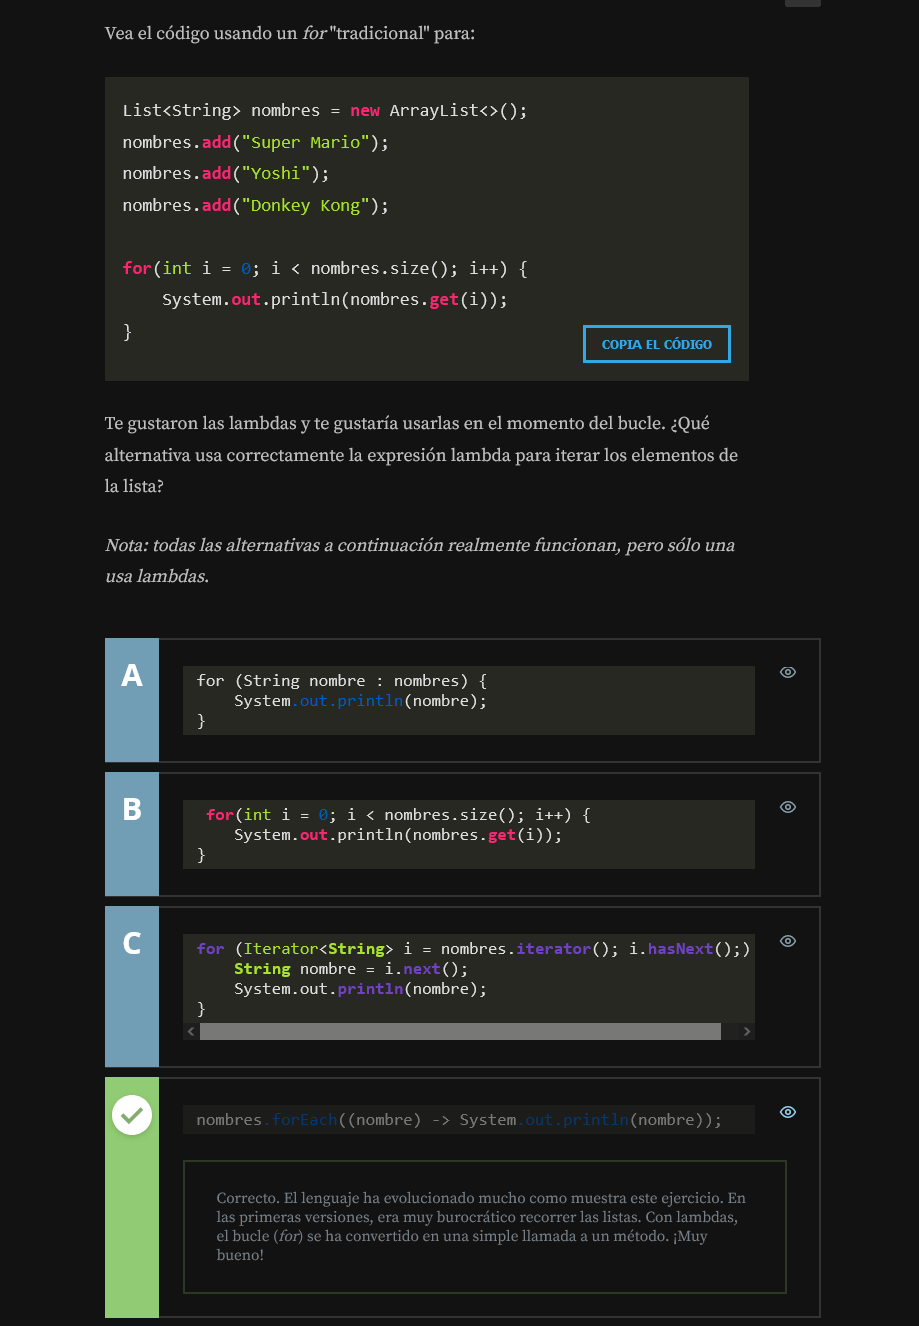 Vea el código usando un for "tradicional" para:
List<String> nombres = new ArrayList<>();
nombres.add("Super Mario");
nombres.add("Yoshi");
nombres.add("Donkey Kong");
for(int i = 0; i < nombres.size(); i++) {
    System.out.println(nombres.get(i));
}
COPIA EL CÓDIGO
Te gustaron las lambdas y te gustaría usarlas en el momento del bucle. ¿Qué
alternativa usa correctamente la expresión lambda para iterar los elementos de
la lista?
Nota: todas las alternativas a continuación realmente funcionan, pero sólo una
usa lambdas.
A
for (String nombre : nombres) {
    System.out.println(nombre);
}
B
for(int i = 0; i < nombres.size(); i++) {
    System.out.println(nombres.get(i));
}
C
for (Iterator<String> i = nombres.iterator(); i.hasNext();)
    String nombre = i.next();
    System.out.println(nombre);
}
nombres.forEach((nombre) -> System.out.println(nombre));
Correcto. El lenguaje ha evolucionado mucho como muestra este ejercicio. En
las primeras versiones, era muy burocrático recorrer las listas. Con lambdas,
el bucle (for) se ha convertido en una simple llamada a un método. ¡Muy
bueno!